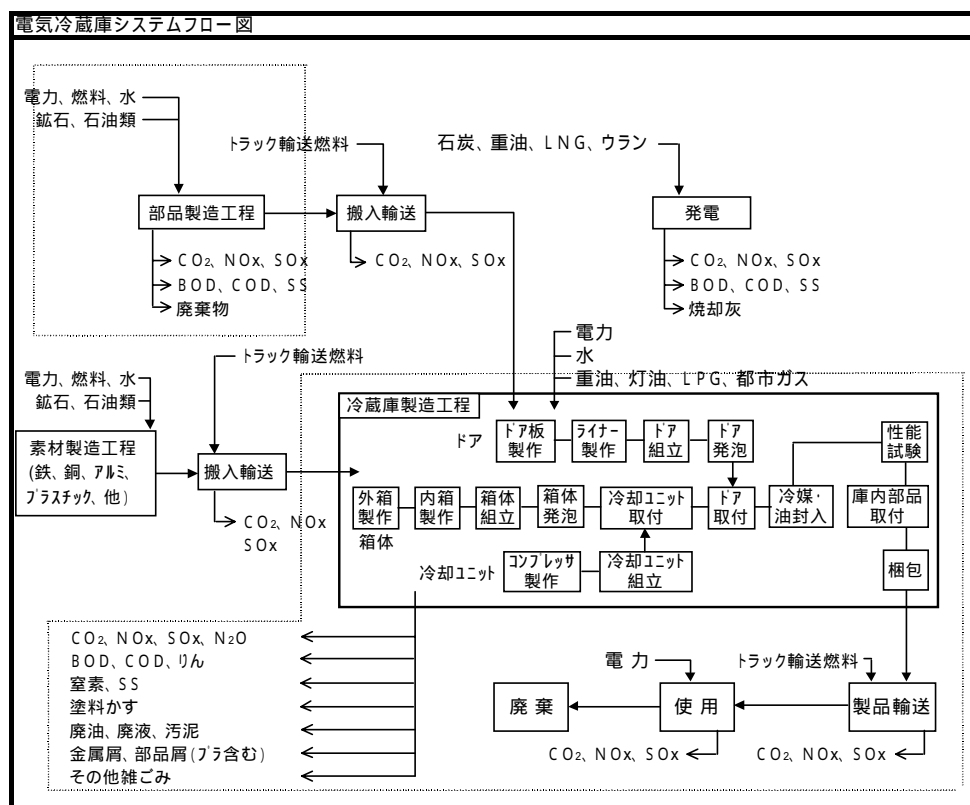 電気冷蔵庫システムフロー図
電力、燃料、水
鉱石、石油類
トラック輸送燃料
石炭、重油、LNG、ウラン
部品製造工程
搬入輸送
発電
CO₂、NOx、SOx
BOD、COD、SS
廃棄物
CO₂、NOx、SOx
CO₂、NOx、SOx
BOD、COD、SS
焼却灰
電力
水
重油、灯油、LPG、都市ガス
トラック輸送燃料
電力、燃料、水
鉱石、石油類
素材製造工程
(鉄、銅、アルミ、
プラスチック、他)
搬入輸送
CO₂、NOx
SOx
冷蔵庫製造工程
ドア
ドア板
製作
ライナー
製作
ドア
組立
ドア
発泡
性能
試験
外箱
製作
内箱
製作
箱体
組立
箱体
発泡
冷却ユニット
取付
ドア
取付
冷媒・
油封入
庫内部品
取付
箱体
冷却ユニット
コンプレッサ
製作
冷却ユニット
組立
梱包
CO₂、NOx、SOx、N₂O
BOD、COD、りん
窒素、SS
塗料かす
廃油、廃液、汚泥
金属屑、部品屑(プラ含む)
その他雑ごみ
電力
トラック輸送燃料
廃棄
使用
製品輸送
CO₂、NOx、SOx
CO₂、NOx、SOx